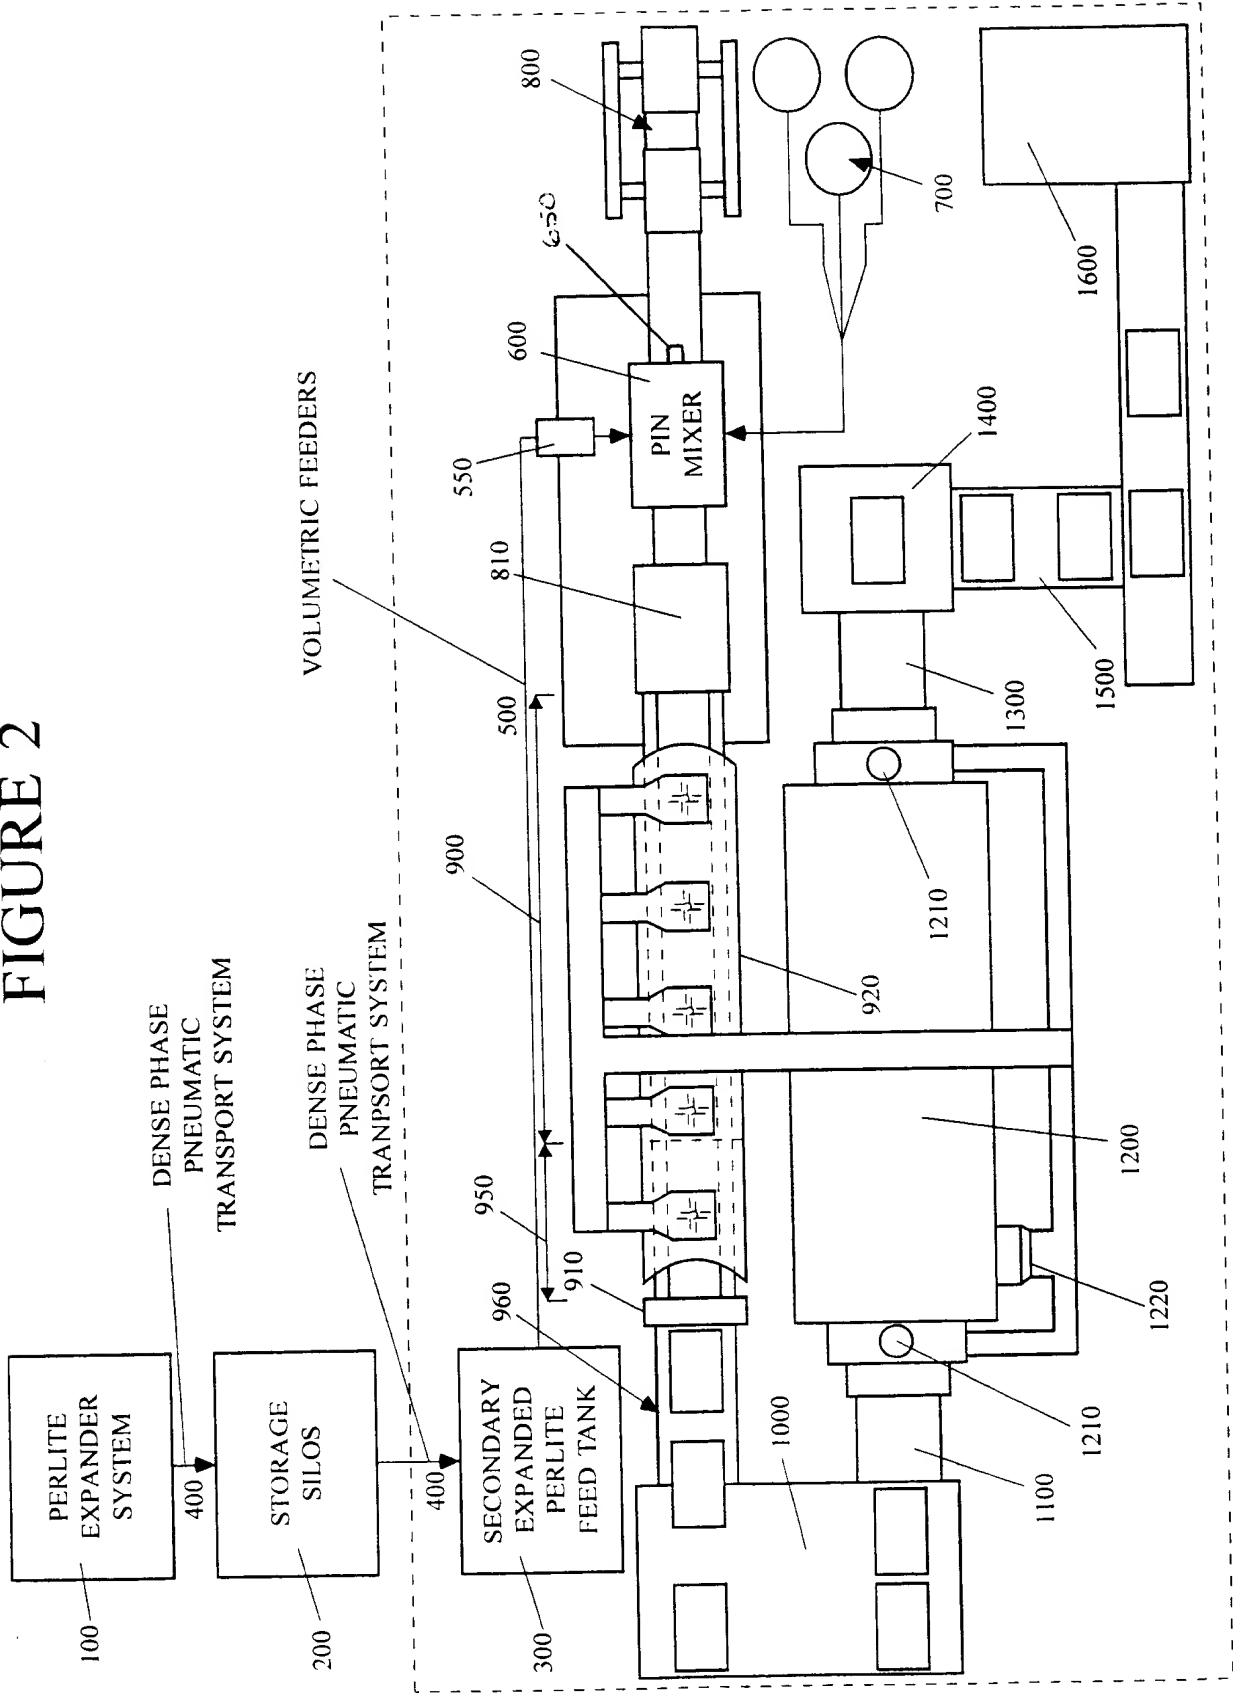 FIGURE 2
PERLITE
EXPANDER
SYSTEM
100
DENSE PHASE
PNEUMATIC
TRANSPORT SYSTEM
400
STORAGE
SILOS
200
DENSE PHASE
PNEUMATIC
TRANPSORT SYSTEM
400
SECONDARY
EXPANDED
PERLITE
FEED TANK
300
VOLUMETRIC FEEDERS
500
550
600
650
PIN
MIXER
800
700
810
900
950
910
960
920
1000
1100
1200
1210
1210
1220
1300
1400
1500
1600